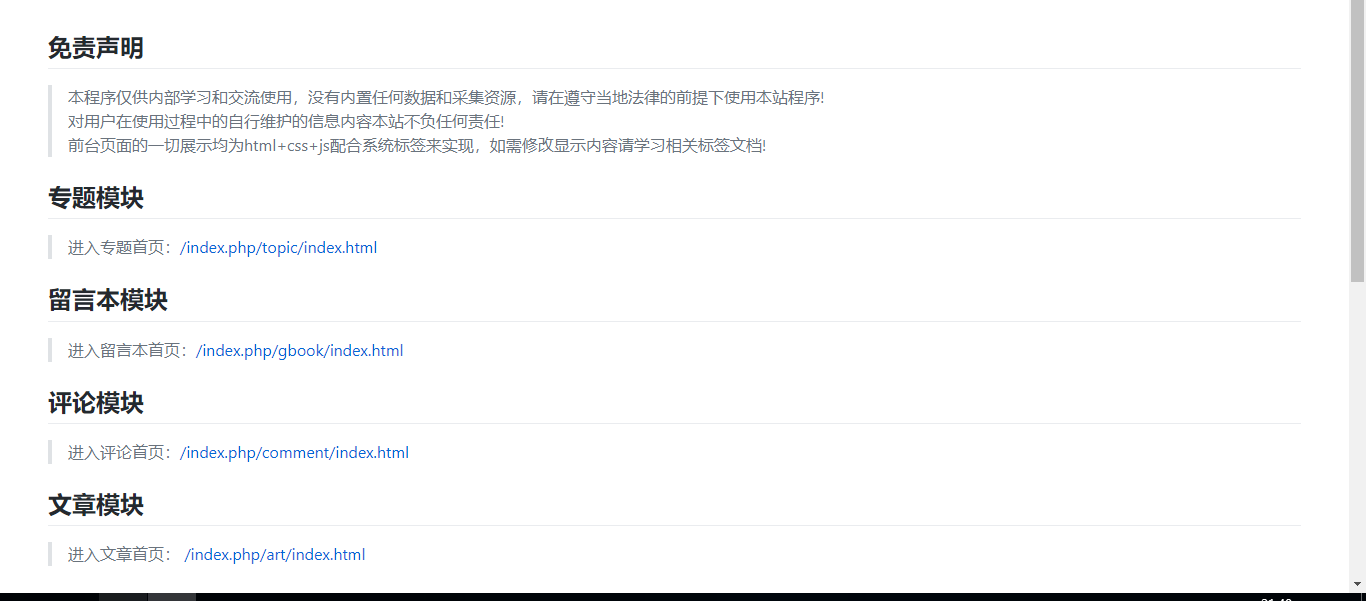 免责声明
本程序仅供内部学习和交流使用，没有内置任何数据和采集资源，请在遵守当地法律的前提下使用本站程序!
对用户在使用过程中的自行维护的信息内容本站不负任何责任!
前台页面的一切展示均为html+css+js配合系统标签来实现，如需修改显示内容请学习相关标签文档!
专题模块
进入专题首页：/index.php/topic/index.html
留言本模块
进入留言本首页：/index.php/gbook/index.html
评论模块
进入评论首页：/index.php/comment/index.html
文章模块
进入文章首页： /index.php/art/index.html